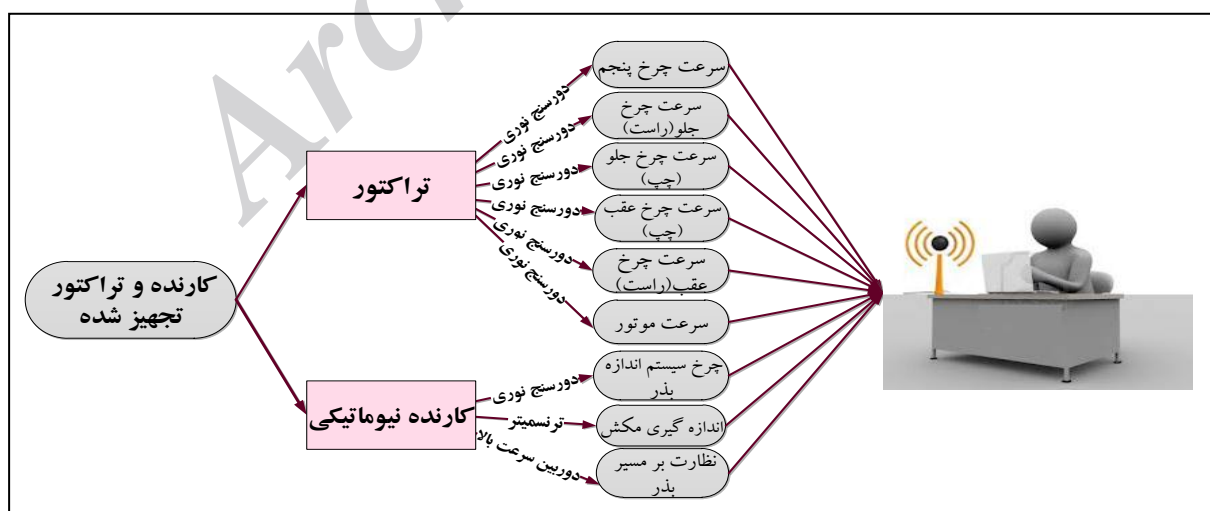 Arc
سرعت چرخ پنجم
سرعت چرخ
جلو(راست)
سرعت چرخ جلو
(چپ)
سرعت چرخ عقب
(چپ)
سرعت چرخ
عقب(راست)
سرعت موتور
چرخ سیستم اندازه
بذر
اندازه گیری مکش
نظارت بر مسیر
بذر
دورسنج نوری
دورسنج نوری
دورسنج نوری
دورسنج نوری
دورسنج نوری
دورسنج نوری
دورسنج نوری
ترنسمیتر
دوربین سرعت بالا
تراکتور
کارنده نیوماتیکی
کارنده و تراکتور
تجهیز شده